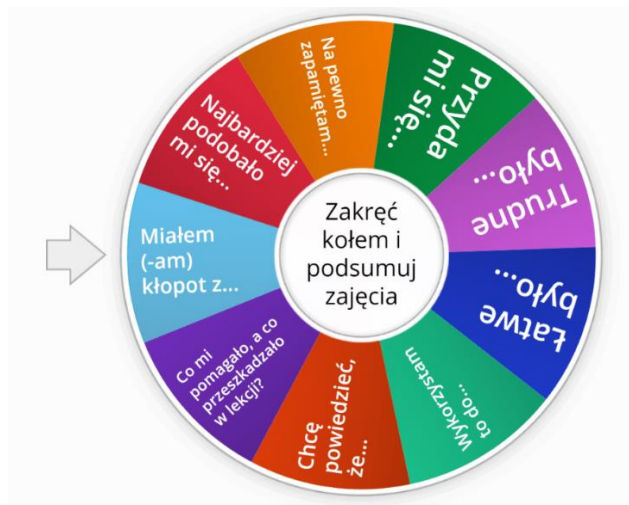 Na pewno
zapamiętam...
Przyda
mi się...
Trudne
było...
Łatwe
było...
Wykorzystam
to do...
Chcę
powiedzieć,
że...
Co mi
pomagało, a co
przeszkadzało
w lekcji?
Miałem
(-am)
kłopot z...
Najbardziej
podobało
mi się...
Zakręć
kołem i
podsumuj
zajęcia